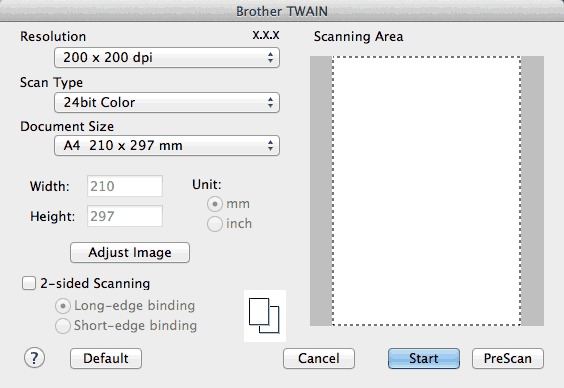 Brother TWAIN
Resolution X.X.X
200 x 200 dpi
Scan Type
24bit Color
Document Size
A4  210 x 297 mm
Width: 210
Height: 297
Unit:
mm
inch
Adjust Image
2-sided Scanning
Long-edge binding
Short-edge binding
Scanning Area
? Default Cancel Start PreScan